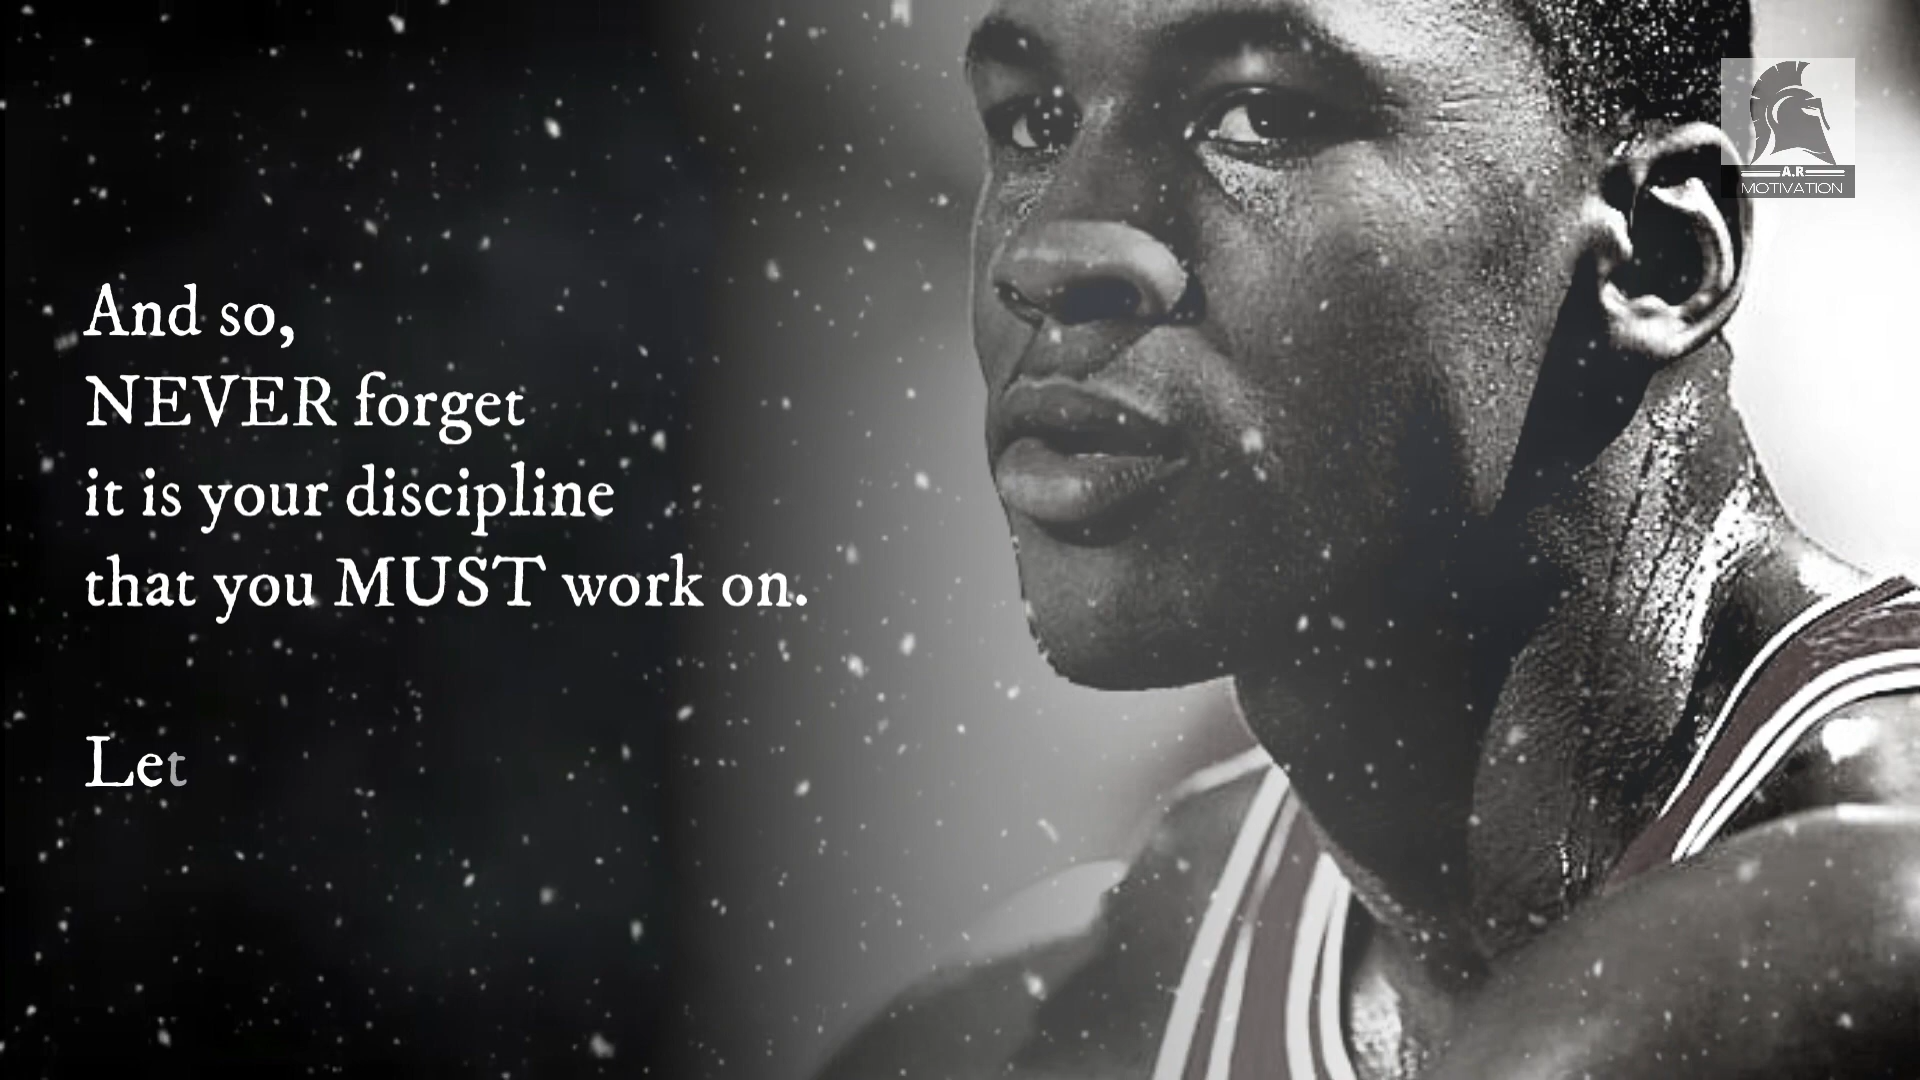 And so,
NEVER forget
it is your discipline
that you MUST work on.
Let
A.R
MOTIVATION